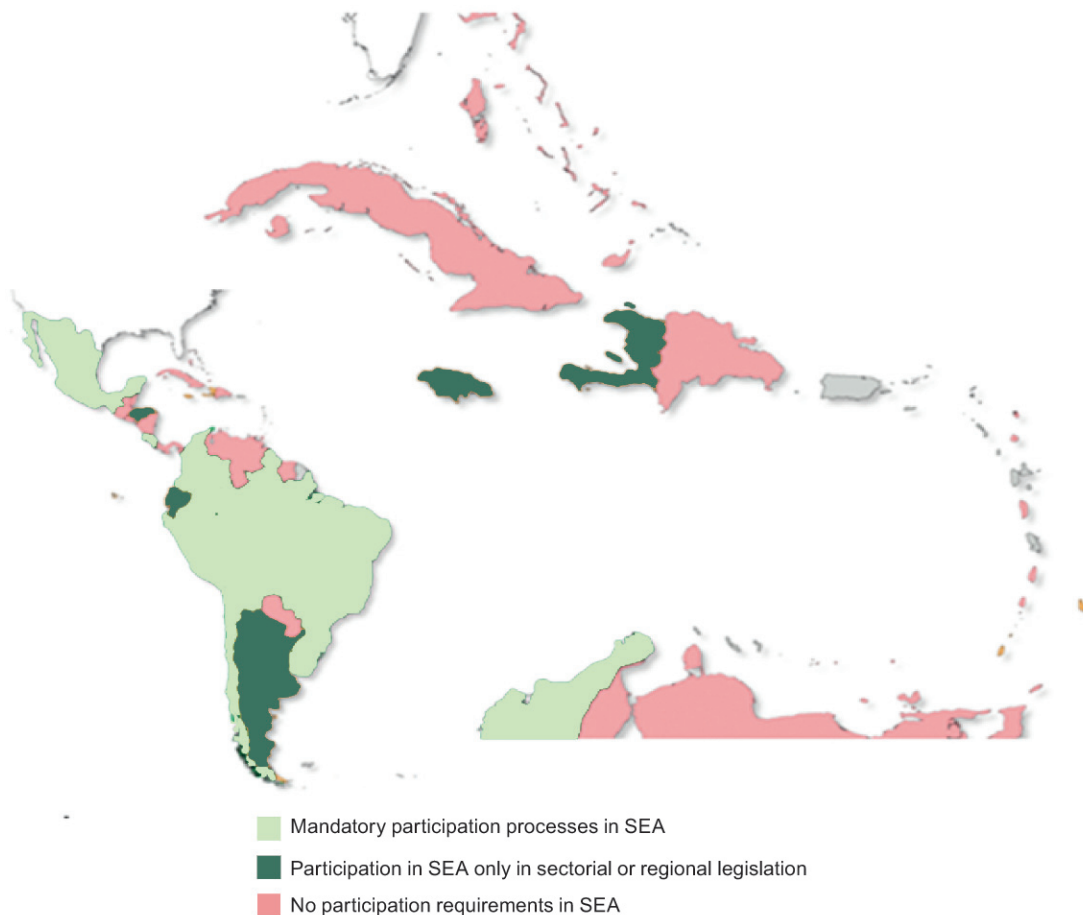 Mandatory participation processes in SEA
Participation in SEA only in sectorial or regional legislation
No participation requirements in SEA